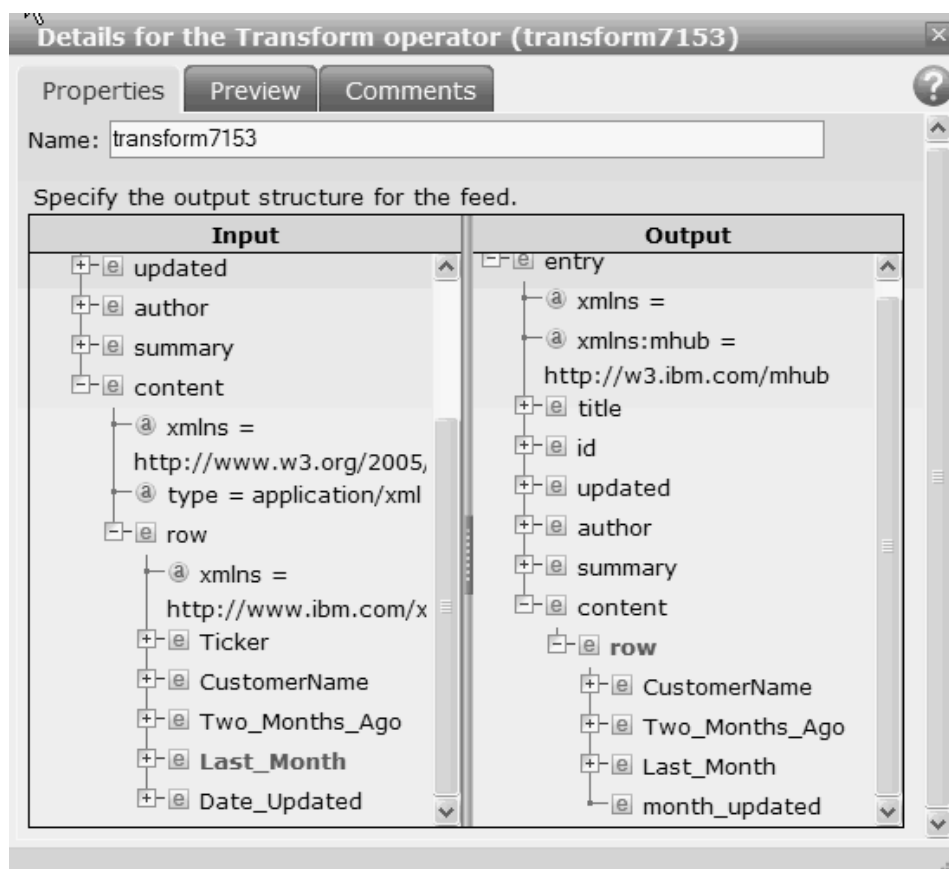 Details for the Transform operator (transform7153)
Properties
Preview
Comments
Name: transform7153
Specify the output structure for the feed.
Input
updated
author
summary
content
xmlns =
http://www.w3.org/2005,
type = application/xml
row
xmlns =
http://www.ibm.com/x
Ticker
CustomerName
Two_Months_Ago
Last_Month
Date_Updated
Output
entry
xmlns =
xmlns:mhub =
http://w3.ibm.com/mhub
title
id
updated
author
summary
content
row
CustomerName
Two_Months_Ago
Last_Month
month_updated